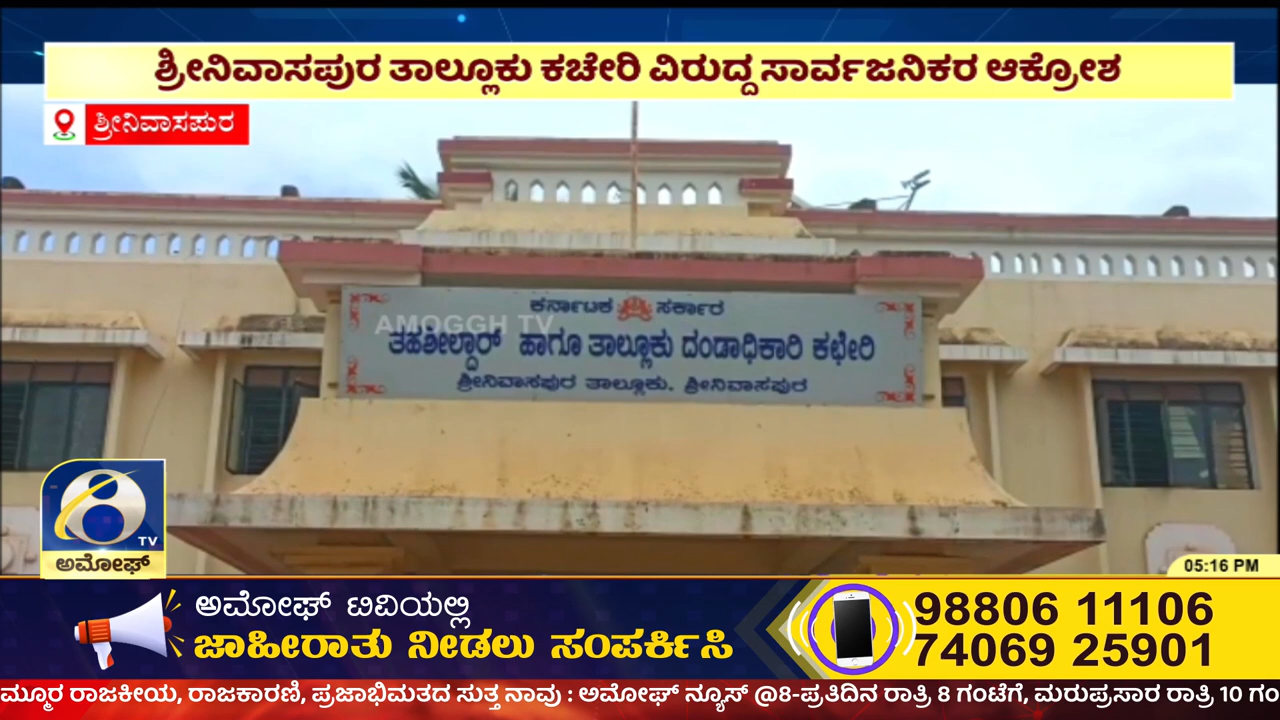 ಶ್ರೀನಿವಾಸಪುರ ತಾಲ್ಲೂಕು ಕಚೇರಿ ವಿರುದ್ದ ಸಾರ್ವಜನಿಕರ ಆಕ್ರೋಶ
ಶ್ರೀನಿವಾಸಪುರ
ಕರ್ನಾಟಕ ಸರ್ಕಾರ
AMOGGH TV
ತಹಶೀಲ್ದಾರ್ ಹಾಗೂ ತಾಲ್ಲೂಕು ದಂಡಾಧಿಕಾರಿ ಕಛೇರಿ
ಶ್ರೀನಿವಾಸಪುರ ತಾಲ್ಲೂಕು. ಶ್ರೀನಿವಾಸಪುರ
8 TV
ಅಮೋಘ್
05:16 PM
ಅಮೋಘ್ ಟಿವಿಯಲ್ಲಿ
ಜಾಹೀರಾತು ನೀಡಲು ಸಂಪರ್ಕಿಸಿ
98806 11106
74069 25901
ಮ್ಮೂರ ರಾಜಕೀಯ, ರಾಜಕಾರಣಿ, ಪ್ರಜಾಭಿಮತದ ಸುತ್ತ ನಾವು : ಅಮೋಘ್ ನ್ಯೂಸ್ @8-ಪ್ರತಿದಿನ ರಾತ್ರಿ 8 ಗಂಟೆಗೆ, ಮರುಪ್ರಸಾರ ರಾತ್ರಿ 10 ಗಂ